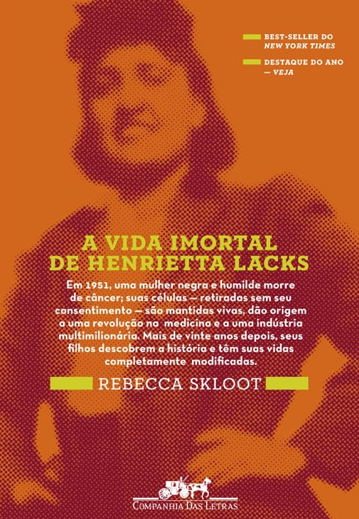 BEST-SELLER DO
NEW YORK TIMES
DESTAQUE DO ANO
— VEJA
A VIDA IMORTAL
DE HENRIETTA LACKS
Em 1951, uma mulher negra e humilde morre
de câncer; suas células — retiradas sem seu
consentimento — são mantidas vivas, dão origem
a uma revolução na medicina e a uma indústria
multimilionária. Mais de vinte anos depois, seus
filhos descobrem a história e têm suas vidas
completamente modificadas.
REBECCA SKLOOT
COMPANHIA DAS LETRAS